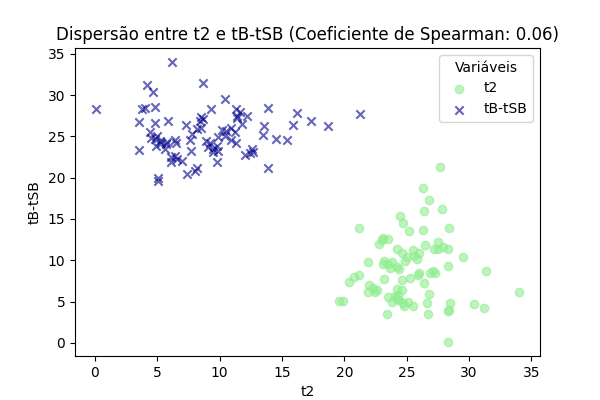 Dispersão entre t2 e tB-tSB (Coeficiente de Spearman: 0.06)
Variáveis
t2
tB-tSB
tB-tSB
35
30
25
20
15
10
5
0
0 5 10 15 20 25 30 35
t2